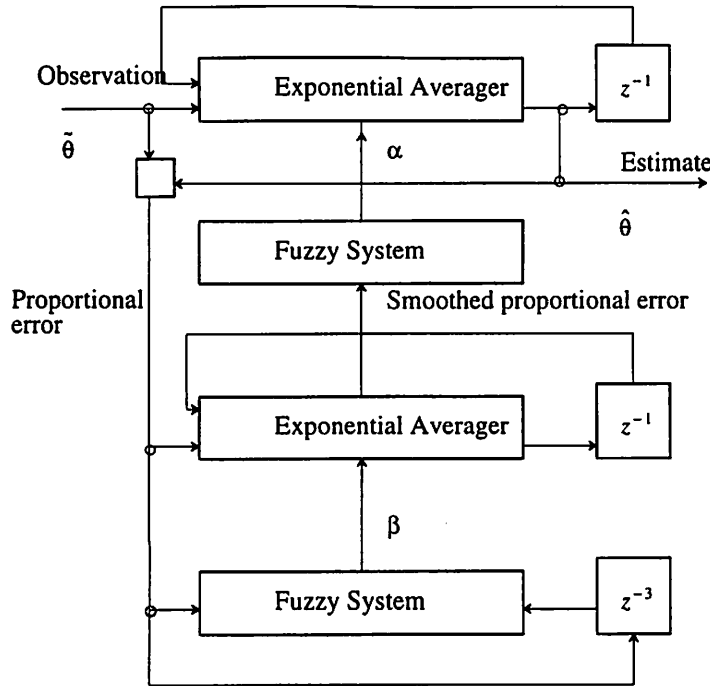 Observation
Exponential Averager
z⁻¹
θ̃
α
Estimate
θ̂
Fuzzy System
Proportional
error
Smoothed proportional error
Exponential Averager
z⁻¹
β
Fuzzy System
z⁻³